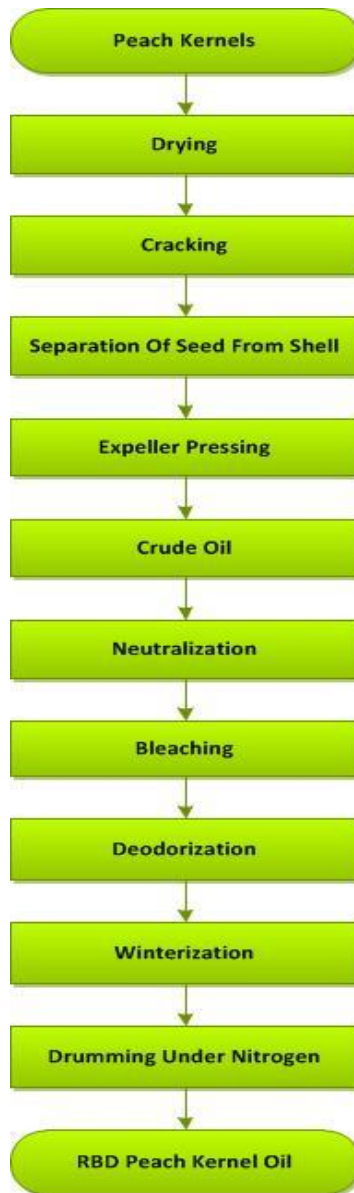 Peach Kernels
Drying
Cracking
Separation Of Seed From Shell
Expeller Pressing
Crude Oil
Neutralization
Bleaching
Deodorization
Winterization
Drumming Under Nitrogen
RBD Peach Kernel Oil